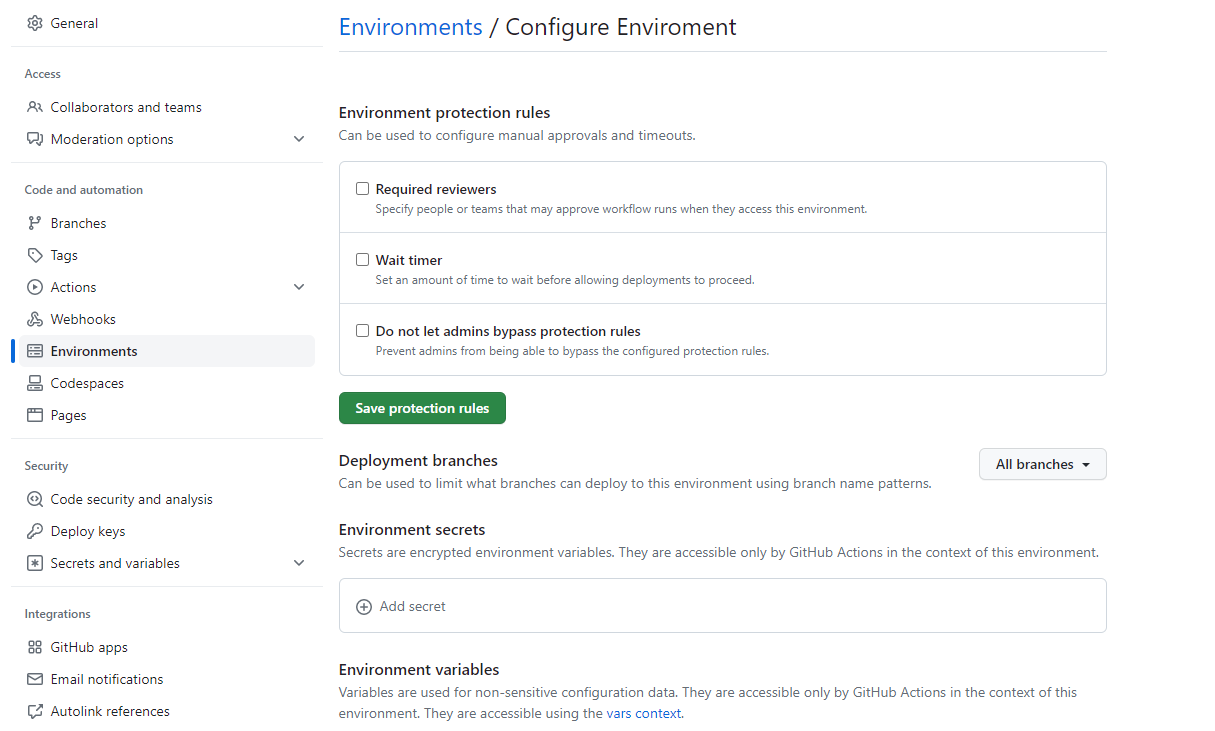 General
Access
Collaborators and teams
Moderation options
Code and automation
Branches
Tags
Actions
Webhooks
Environments
Codespaces
Pages
Security
Code security and analysis
Deploy keys
Secrets and variables
Integrations
GitHub apps
Email notifications
Autolink references
Environments / Configure Enviroment
Environment protection rules
Can be used to configure manual approvals and timeouts.
Required reviewers
Specify people or teams that may approve workflow runs when they access this environment.
Wait timer
Set an amount of time to wait before allowing deployments to proceed.
Do not let admins bypass protection rules
Prevent admins from being able to bypass the configured protection rules.
Save protection rules
Deployment branches
Can be used to limit what branches can deploy to this environment using branch name patterns.
All branches
Environment secrets
Secrets are encrypted environment variables. They are accessible only by GitHub Actions in the context of this environment.
Add secret
Environment variables
Variables are used for non-sensitive configuration data. They are accessible only by GitHub Actions in the context of this
environment. They are accessible using the vars context.